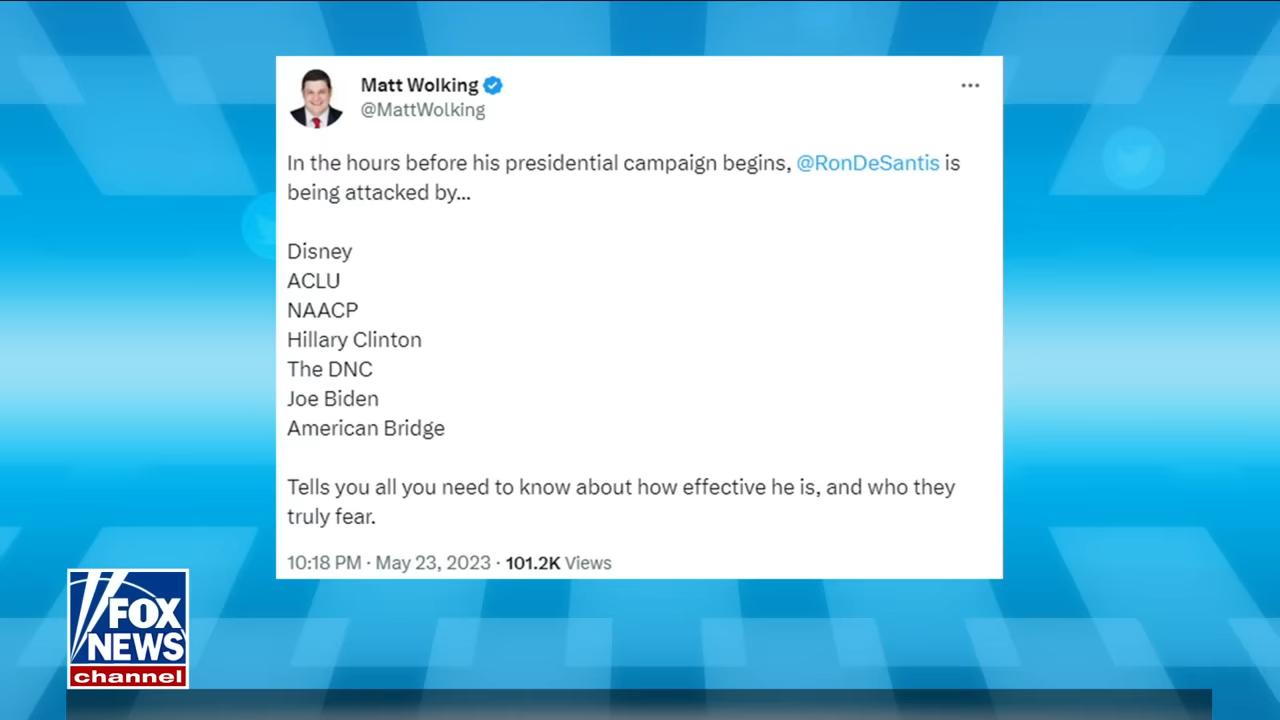 Matt Wolking
@MattWolking
In the hours before his presidential campaign begins, @RonDeSantis is
being attacked by...
Disney
ACLU
NAACP
Hillary Clinton
The DNC
Joe Biden
American Bridge
Tells you all you need to know about how effective he is, and who they
truly fear.
10:18 PM · May 23, 2023 · 101.2K Views
FOX
NEWS
channel